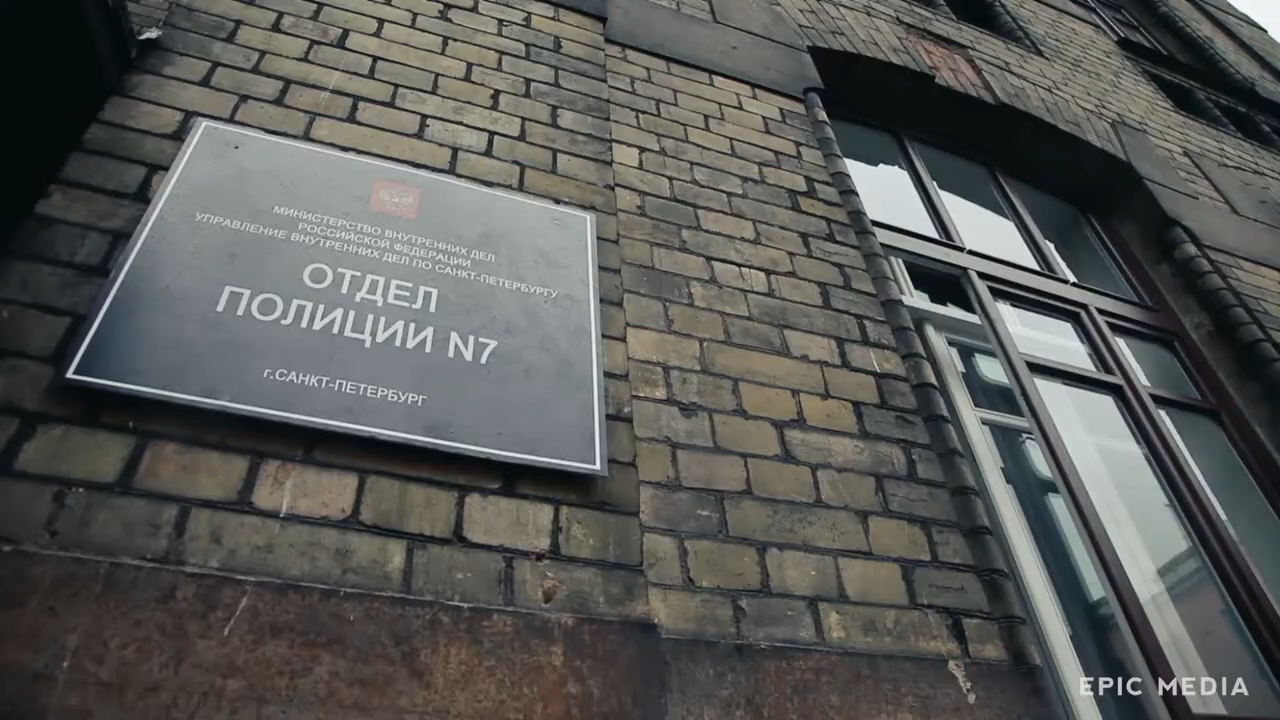 МИНИСТЕРСТВО ВНУТРЕННИХ ДЕЛ
РОССИЙСКОЙ ФЕДЕРАЦИИ
УПРАВЛЕНИЕ ВНУТРЕННИХ ДЕЛ ПО САНКТ-ПЕТЕРБУРГУ
ОТДЕЛ
ПОЛИЦИИ N7
г.САНКТ-ПЕТЕРБУРГ
EPIC MEDIA